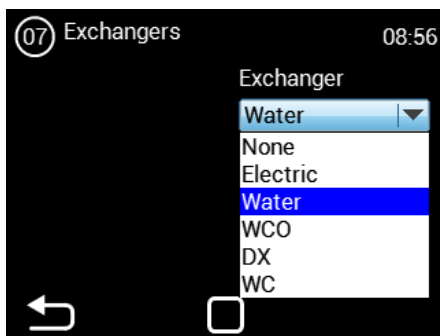 07 Exchangers 08:56
Exchanger
Water
None
Electric
Water
WCO
DX
WC